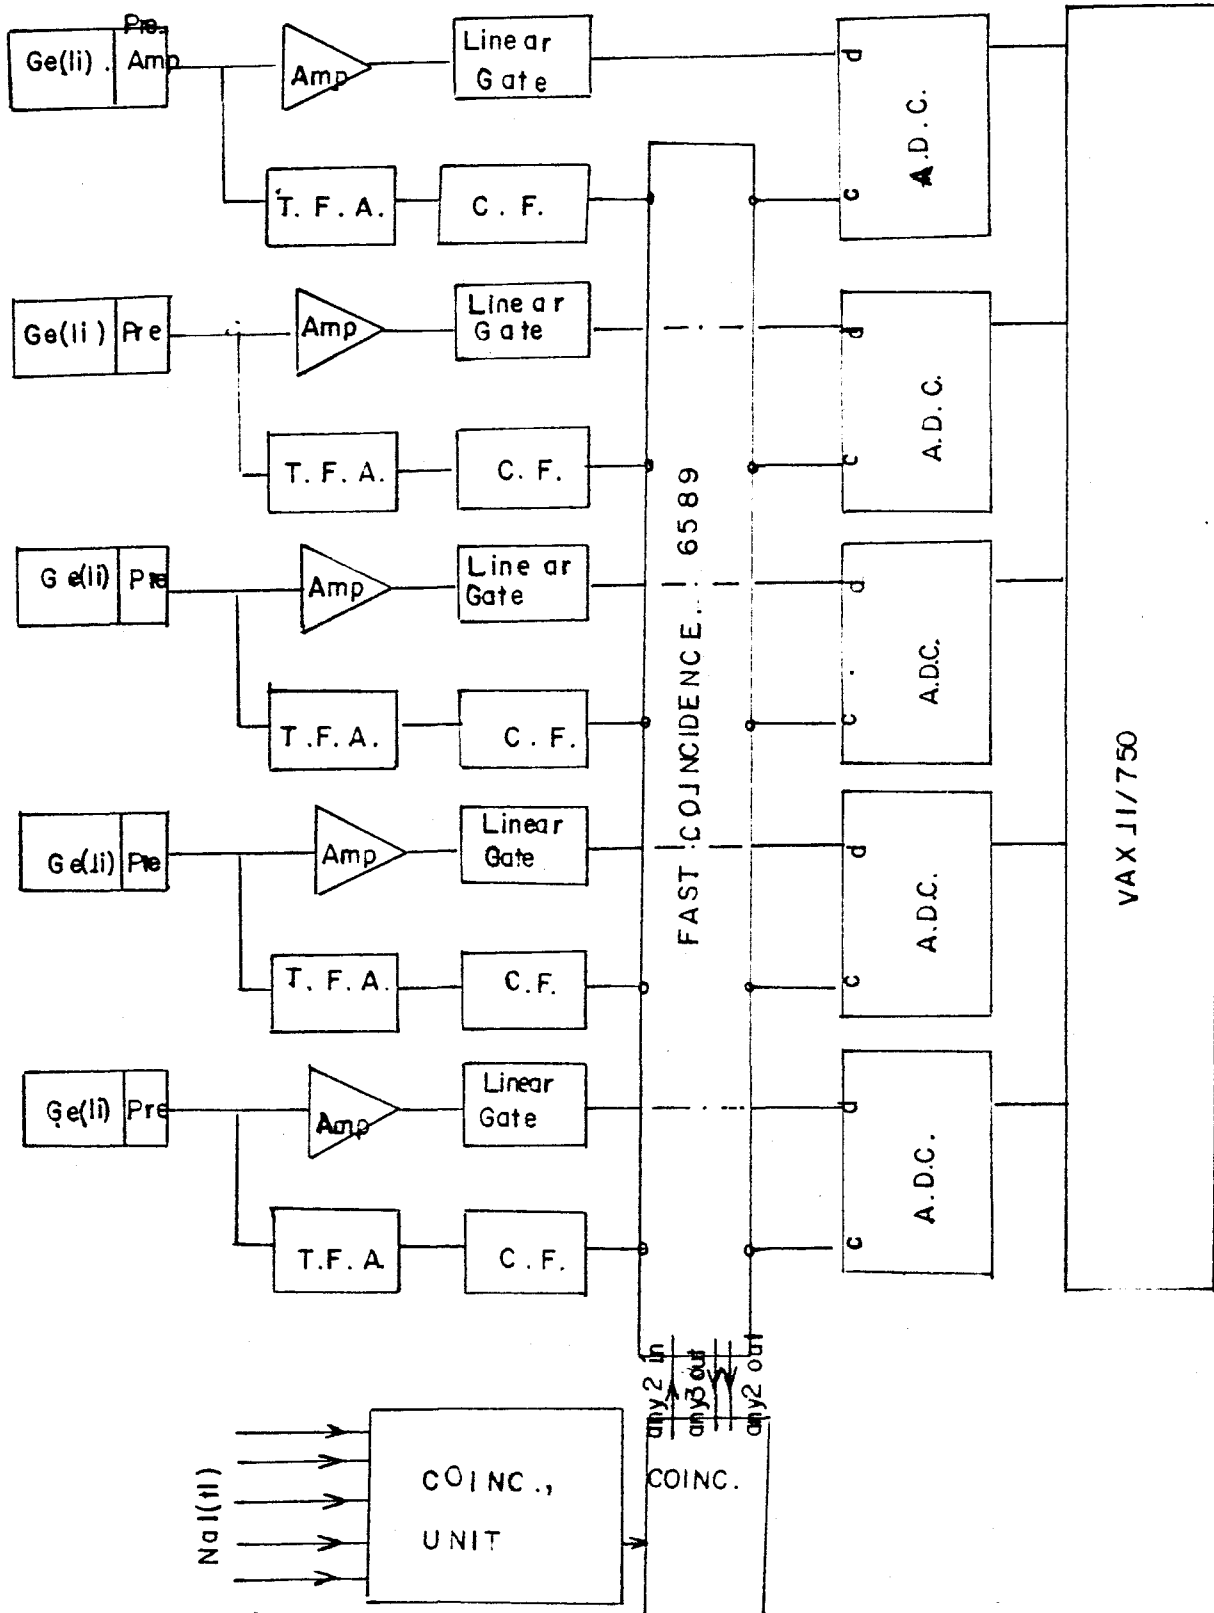 Pre.
Ge(li) . Amp
Amp
Linear
Gate
d
c
A.D.C.
T. F. A.
C. F.
Ge(li) Pre
Amp
Linear
Gate
d
c
A.D.C.
T. F. A.
C. F.
Ge(li) Pre
Amp
Linear
Gate
d
c
A.D.C.
T.F.A.
C.F.
Ge(li) Pre
Amp
Linear
Gate
d
c
A.D.C.
T. F. A.
C.F.
Ge(li) Pre
Amp
Linear
Gate
d
c
A.D.C.
T.F.A
C.F.
FAST COINCIDENCE. 6589
VAX 11/750
any2 in
any3 out
any2 out
NaI(tl)
COINC.,
UNIT
COINC.